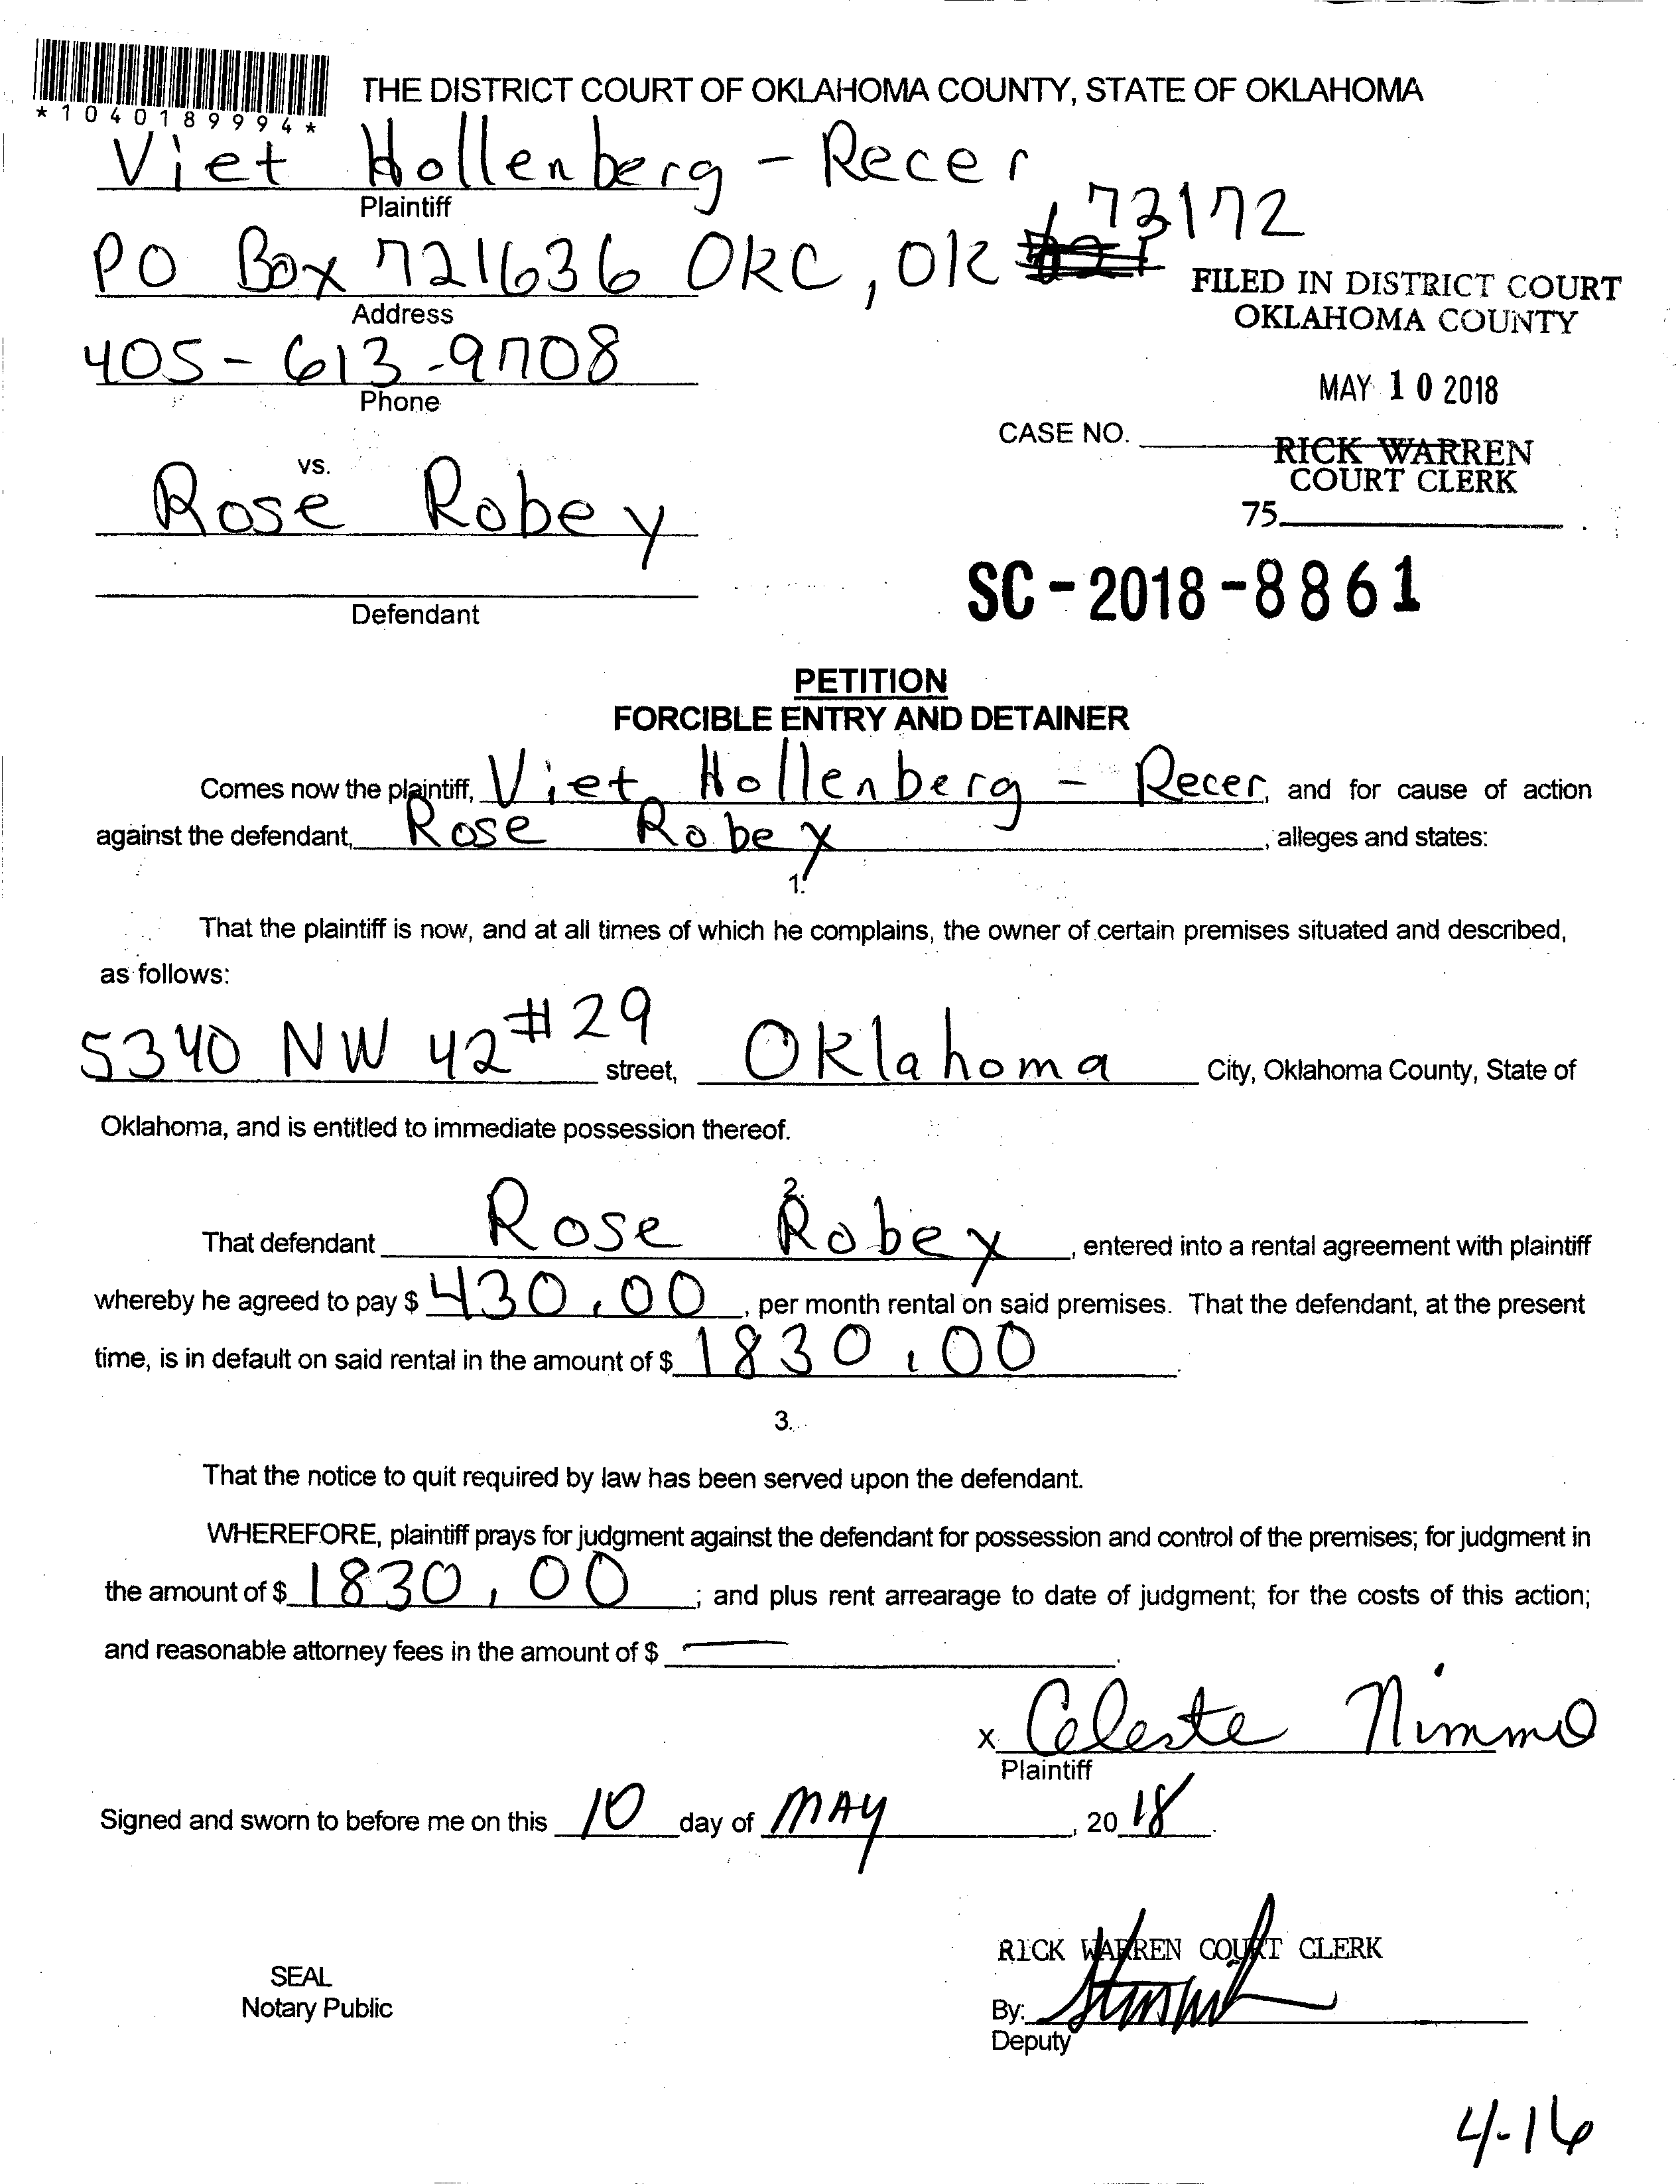 *1040189994*
THE DISTRICT COURT OF OKLAHOMA COUNTY, STATE OF OKLAHOMA
Viet Hollenberg - Recer
Plaintiff
73172
PO Box 721636 OKC, OK
Address
FILED IN DISTRICT COURT
OKLAHOMA COUNTY
405-613-9708
Phone
MAY 10 2018
CASE NO.
RICK WARREN
COURT CLERK
vs.
Rose Robey
75.
SC-2018-8861
Defendant
PETITION
FORCIBLE ENTRY AND DETAINER
Comes now the plaintiff, Viet Hollenberg - Recer, and for cause of action
against the defendant, Rose Robey, alleges and states:
1.
That the plaintiff is now, and at all times of which he complains, the owner of certain premises situated and described,
as follows:
5340 NW 42 #29 street, Oklahoma City, Oklahoma County, State of
Oklahoma, and is entitled to immediate possession thereof.
2.
That defendant Rose Robey, entered into a rental agreement with plaintiff
whereby he agreed to pay $ 430.00, per month rental on said premises. That the defendant, at the present
time, is in default on said rental in the amount of $ 1830.00.
3.
That the notice to quit required by law has been served upon the defendant.
WHEREFORE, plaintiff prays for judgment against the defendant for possession and control of the premises; for judgment in
the amount of $ 1830.00; and plus rent arrearage to date of judgment; for the costs of this action;
and reasonable attorney fees in the amount of $ —.
x Celeste Nimmo
Plaintiff
Signed and sworn to before me on this 10 day of MAY, 2018.
RICK WARREN COURT CLERK
SEAL
Notary Public
By:
Deputy
4-16